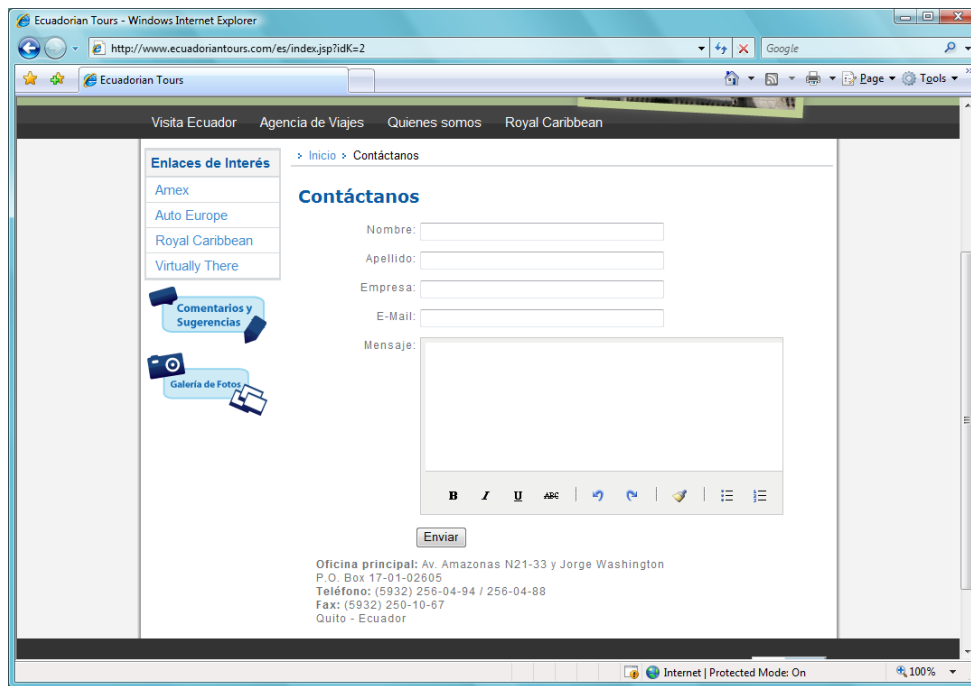 Ecuadorian Tours - Windows Internet Explorer
http://www.ecuadoriantours.com/es/index.jsp?idK=2
Google
Ecuadorian Tours
Page
Tools
Visita Ecuador Agencia de Viajes Quienes somos Royal Caribbean
Enlaces de Interés
Amex
Auto Europe
Royal Caribbean
Virtually There
Comentarios y
Sugerencias
Galería de Fotos
Inicio Contáctanos
Contáctanos
Nombre:
Apellido:
Empresa:
E-Mail:
Mensaje:
B I U ABC
Enviar
Oficina principal: Av. Amazonas N21-33 y Jorge Washington
P.O. Box 17-01-02605
Teléfono: (5932) 256-04-94 / 256-04-88
Fax: (5932) 250-10-67
Quito - Ecuador
Internet | Protected Mode: On
100%